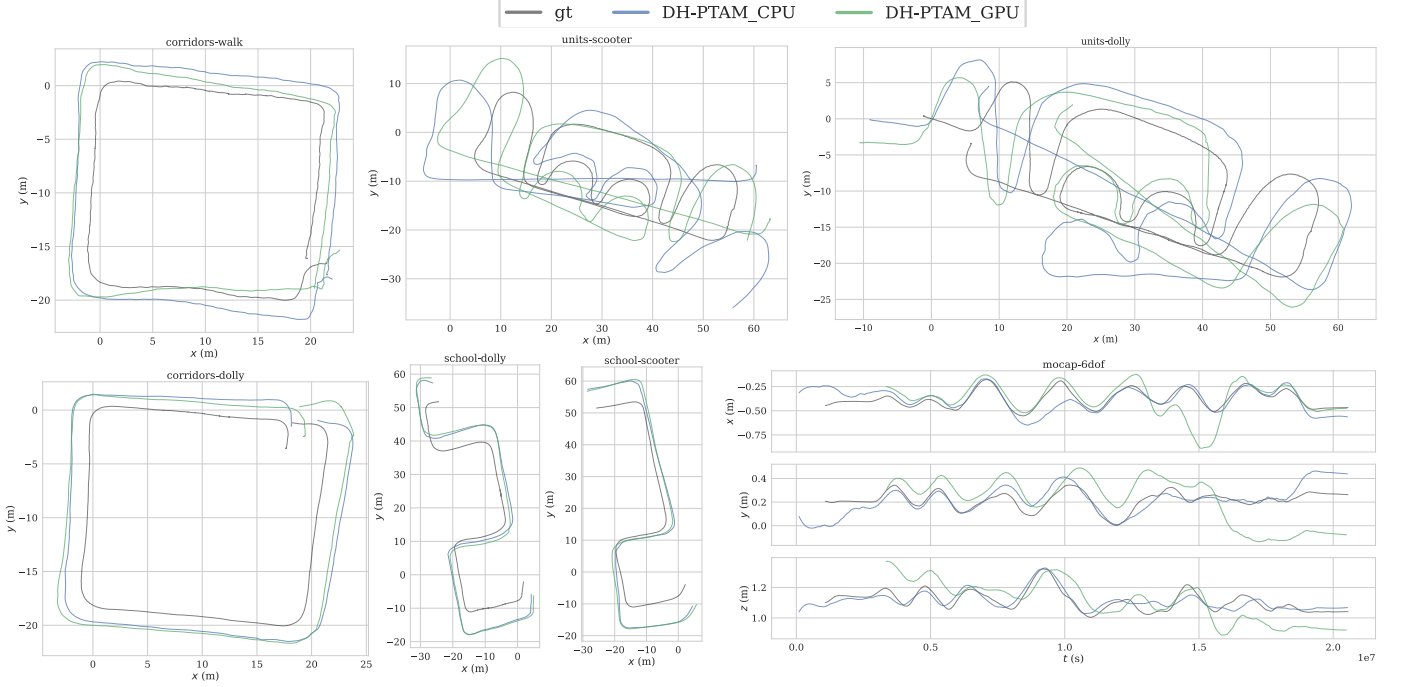 gt DH-PTAM_CPU DH-PTAM_GPU
corridors-walk
y (m)
0
−5
−10
−15
−20
0 5 10 15 20
x (m)
units-scooter
y (m)
10
0
−10
−20
−30
0 10 20 30 40 50 60
x (m)
units-dolly
y (m)
5
0
−5
−10
−15
−20
−25
−10 0 10 20 30 40 50 60
x (m)
corridors-dolly
y (m)
0
−5
−10
−15
−20
0 5 10 15 20 25
x (m)
school-dolly
y (m)
60
50
40
30
20
10
0
−10
−20
−30 −20 −10 0
x (m)
school-scooter
y (m)
60
50
40
30
20
10
0
−10
−20
−30 −20 −10 0
x (m)
mocap-6dof
x (m)
−0.25
−0.50
−0.75
y (m)
0.4
0.2
0.0
z (m)
1.2
1.0
0.0 0.5 1.0 1.5 2.0
t (s)
1e7